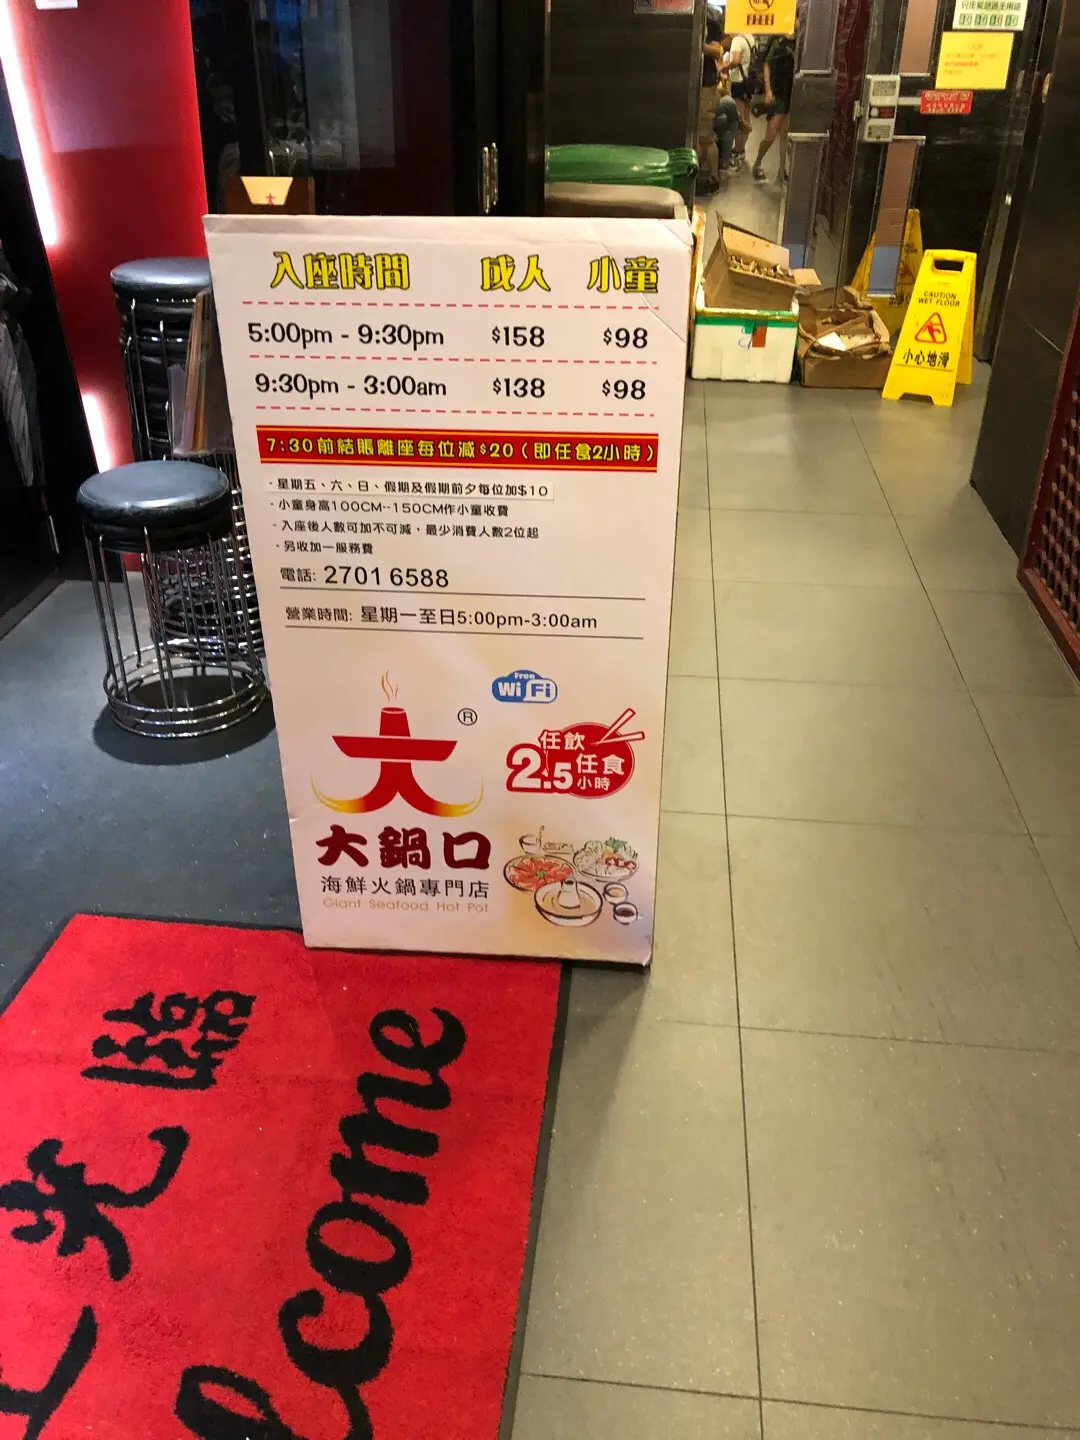 入座時間 成人 小童
5:00pm - 9:30pm $158 $98
9:30pm - 3:00am $138 $98
7:30前結賬離座每位減$20(即任食2小時)
· 星期五、六、日、假期及假期前夕每位加$10
· 小童身高100CM--150CM作小童收費
· 入座後人數可加不可減，最少消費人數2位起
· 另收加一服務費
電話: 2701 6588
營業時間: 星期一至日5:00pm-3:00am
Free
Wi Fi
®
任飲
2.5 任食
小時
大鍋口
海鮮火鍋專門店
Giant Seafood Hot Pot
CAUTION
WET FLOOR
小心地滑
光臨
elcome